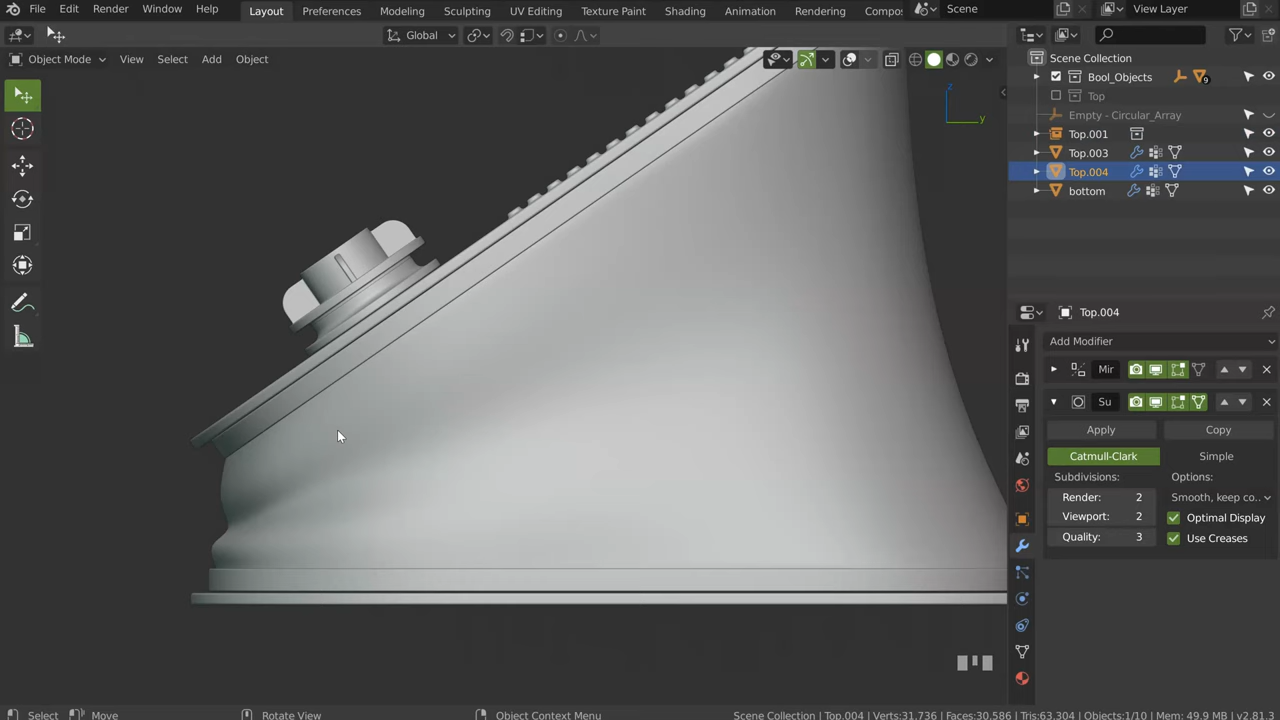 File Edit Render Window Help Layout Preferences Modeling Sculpting UV Editing Texture Paint Shading Animation Rendering Scene View Layer
Global
Object Mode View Select Add Object
z
y
Scene Collection
Bool_Objects 9
Top
Empty - Circular_Array
Top.001
Top.003
Top.004
bottom
Top.004
Add Modifier
Mir
Su
Apply Copy
Catmull-Clark Simple
Subdivisions: Options:
Render: 2 Smooth, keep co..
Viewport: 2 Optimal Display
Quality: 3 Use Creases
Select Move Rotate View Object Context Menu Scene Collection | Top.004 | Verts:31,736 | Faces:30,586 | Tris:63,304 | Objects:1/10 | Mem: 49.9 MB | v2.81.3